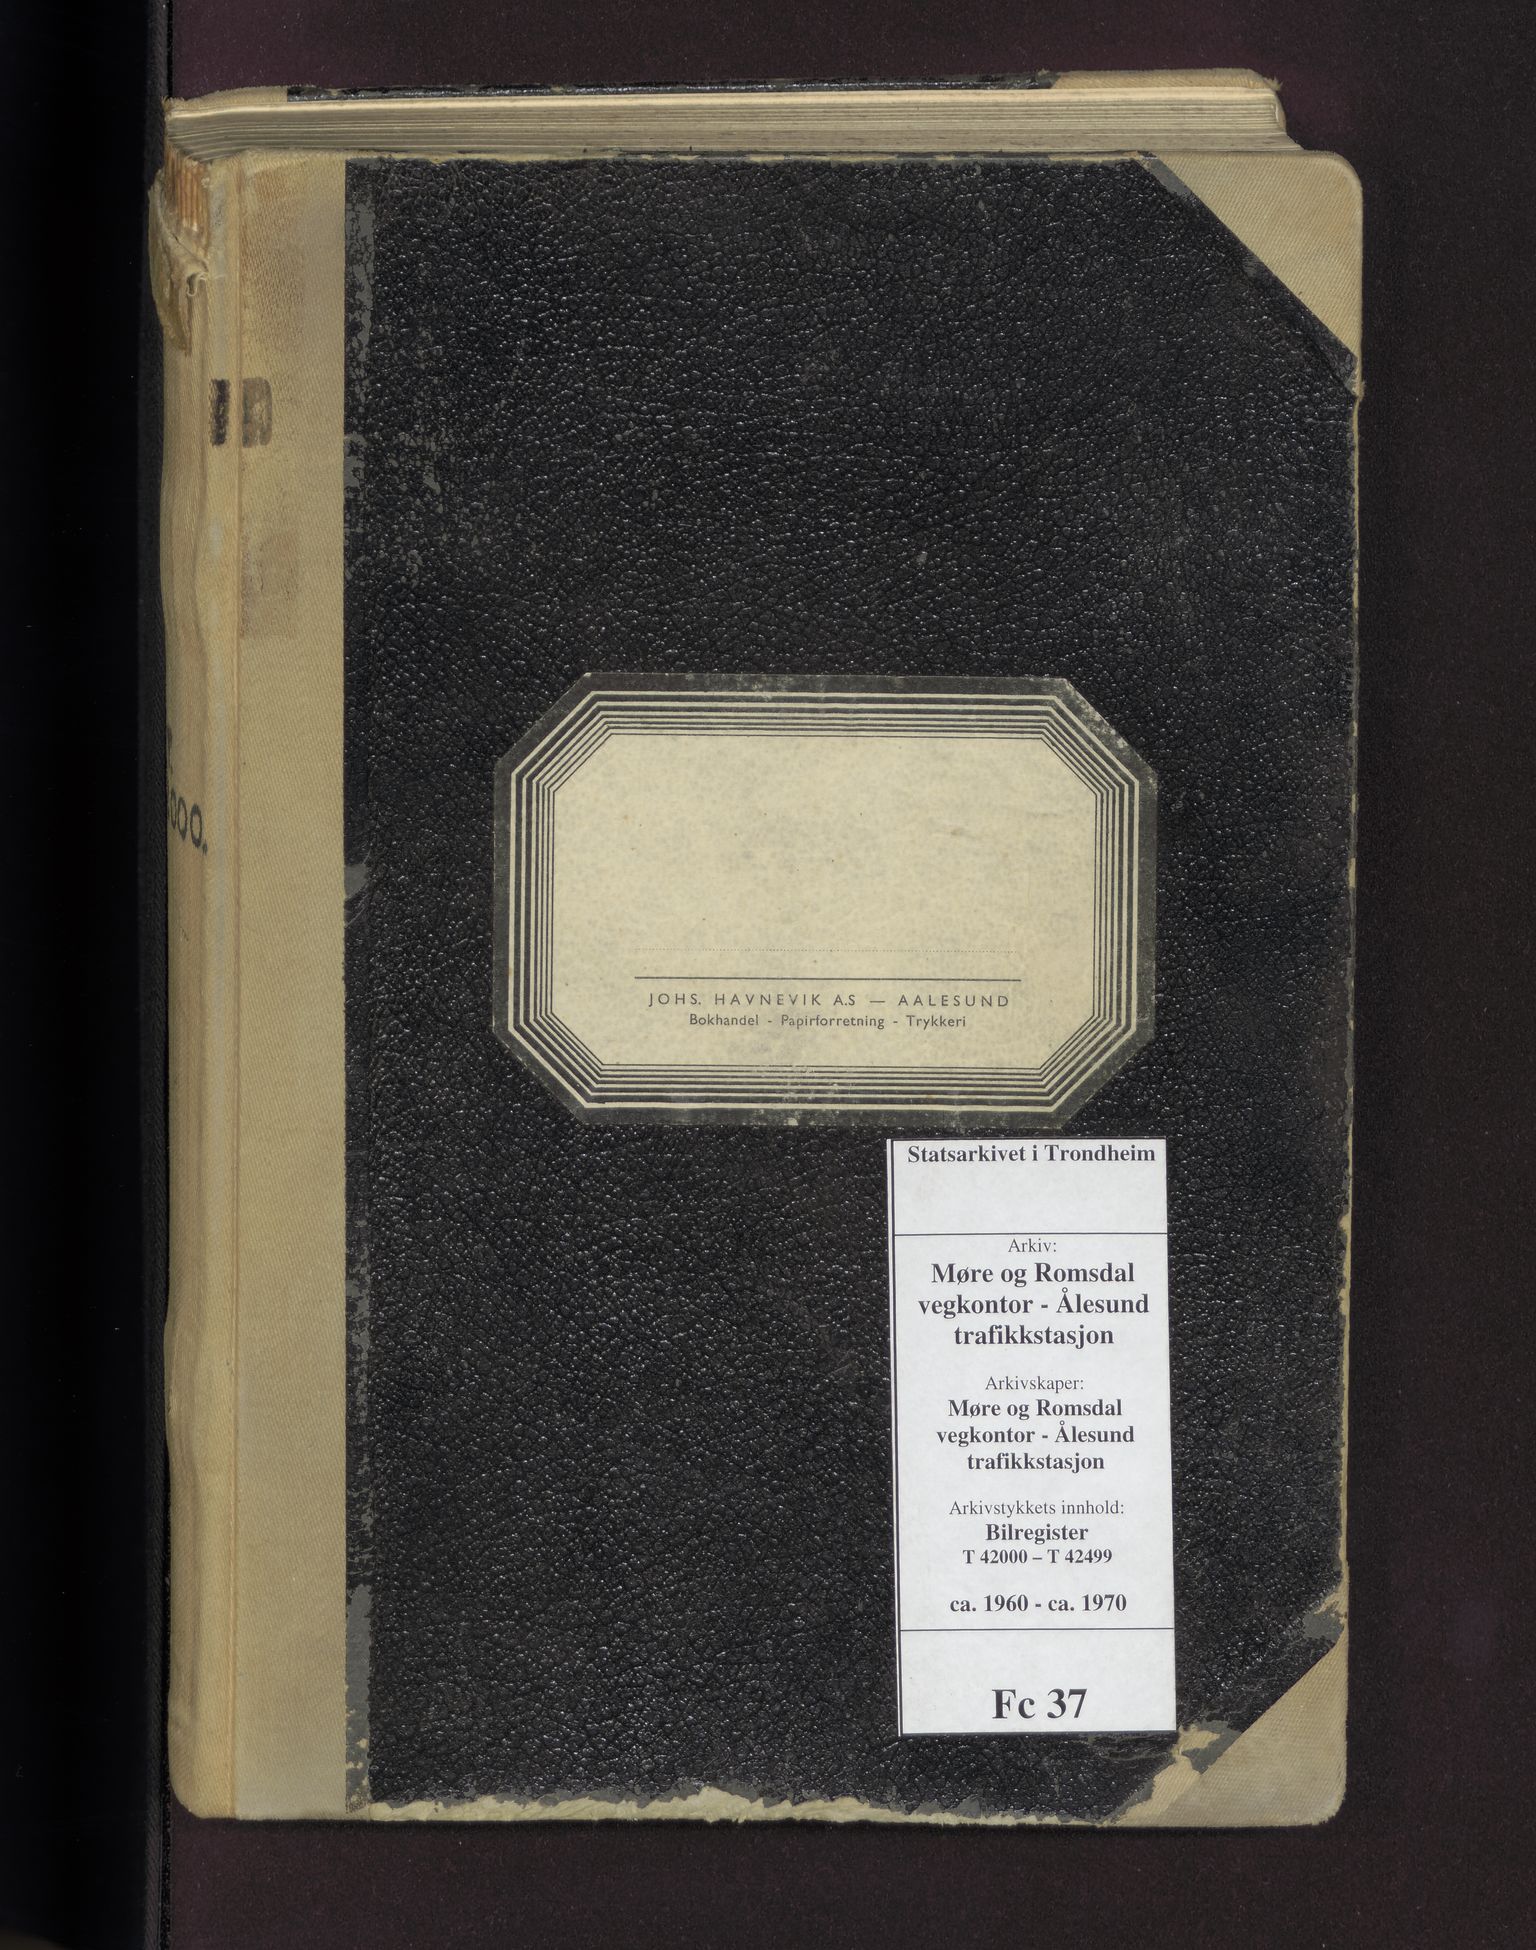 000.
JOHS. HAVNEVIK A.S — AALESUND
Bokhandel - Papirforretning - Trykkeri
Statsarkivet i Trondheim
Arkiv:
Møre og Romsdal
vegkontor - Ålesund
trafikkstasjon
Arkivskaper:
Møre og Romsdal
vegkontor - Ålesund
trafikkstasjon
Arkivstykkets innhold:
Bilregister
T 42000 – T 42499
ca. 1960 - ca. 1970
Fc 37